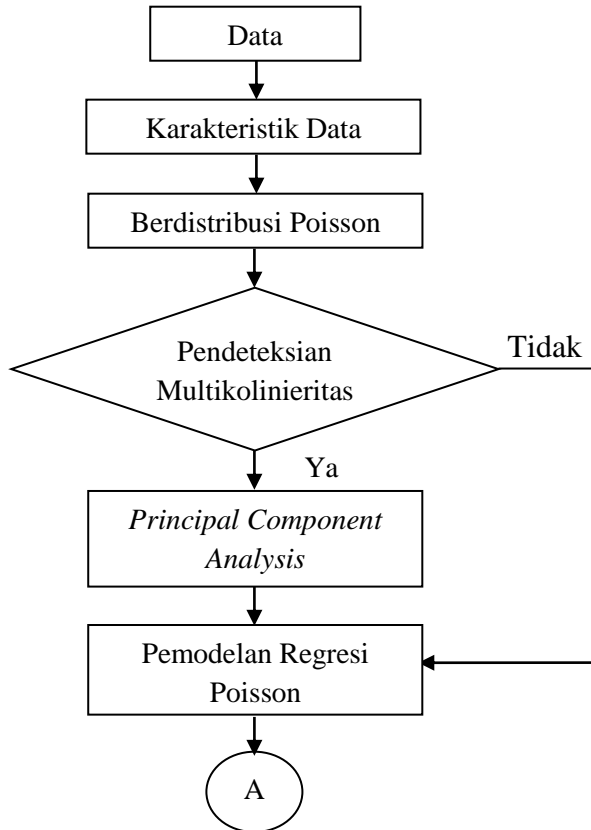 Data
Karakteristik Data
Berdistribusi Poisson
Pendeteksian
Multikolinieritas
Tidak
Ya
Principal Component
Analysis
Pemodelan Regresi
Poisson
A